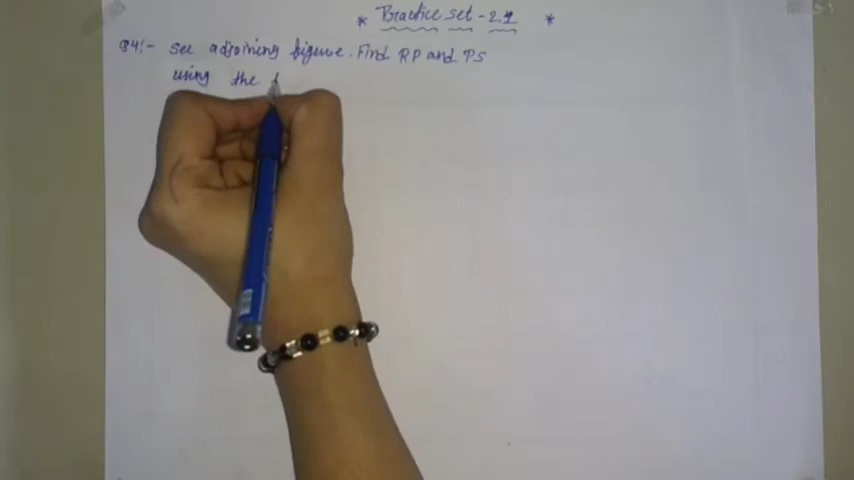 * Practice set - 2.1 *
Q4:- See adjoining figure. Find RP and PS
using the